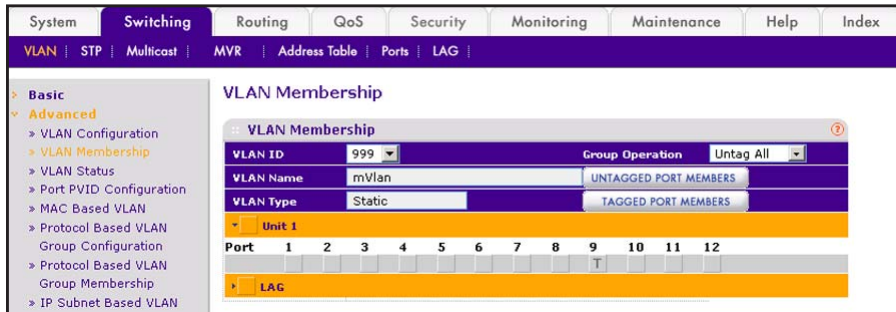 System Switching Routing QoS Security Monitoring Maintenance Help Index
VLAN STP Multicast MVR Address Table Ports LAG
Basic
Advanced
» VLAN Configuration
» VLAN Membership
» VLAN Status
» Port PVID Configuration
» MAC Based VLAN
» Protocol Based VLAN
Group Configuration
» Protocol Based VLAN
Group Membership
» IP Subnet Based VLAN
VLAN Membership
VLAN Membership ?
VLAN ID 999 Group Operation Untag All
VLAN Name mVlan UNTAGGED PORT MEMBERS
VLAN Type Static TAGGED PORT MEMBERS
Unit 1
Port 1 2 3 4 5 6 7 8 9 10 11 12
T
LAG